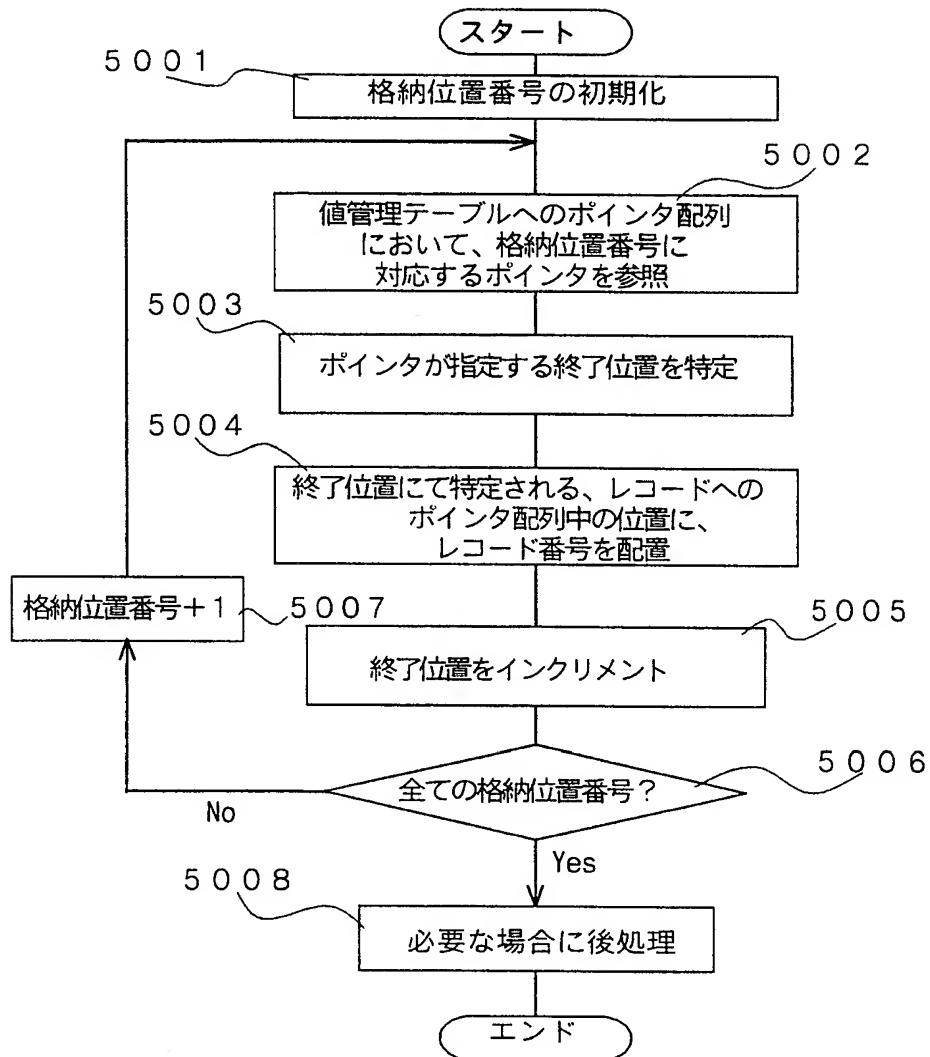 スタート
５００１
格納位置番号の初期化
５００２
値管理テーブルへのポインタ配列
において、格納位置番号に
対応するポインタを参照
５００３
ポインタが指定する終了位置を特定
５００４
終了位置にて特定される、レコードへの
ポインタ配列中の位置に、
レコード番号を配置
格納位置番号＋１
５００７
５００５
終了位置をインクリメント
５００６
全ての格納位置番号？
No
Yes
５００８
必要な場合に後処理
エンド